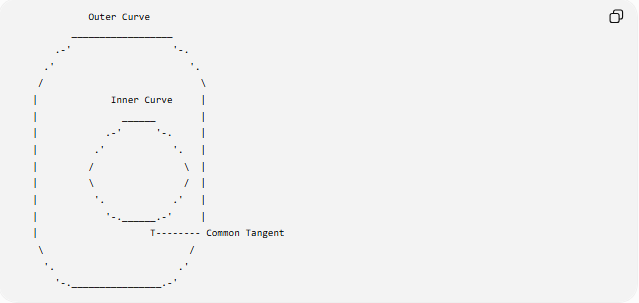 Outer Curve
Inner Curve
T-------- Common Tangent